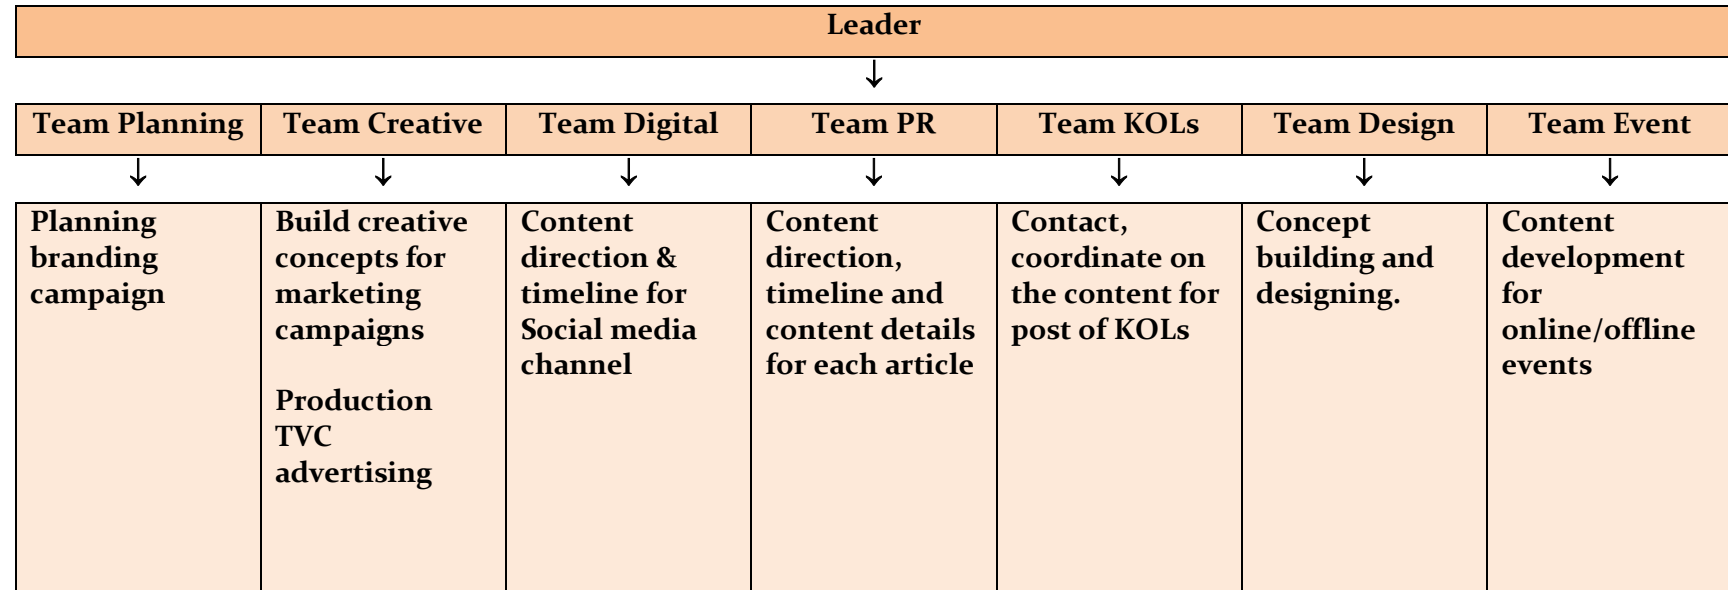 Leader
↓
Team Planning
Team Creative
Team Digital
Team PR
Team KOLs
Team Design
Team Event
↓ ↓ ↓ ↓ ↓ ↓ ↓
Planning
branding
campaign
Build creative
concepts for
marketing
campaigns
Production
TVC
advertising
Content
direction &
timeline for
Social media
channel
Content
direction,
timeline and
content details
for each article
Contact,
coordinate on
the content for
post of KOLs
Concept
building and
designing.
Content
development
for
online/offline
events